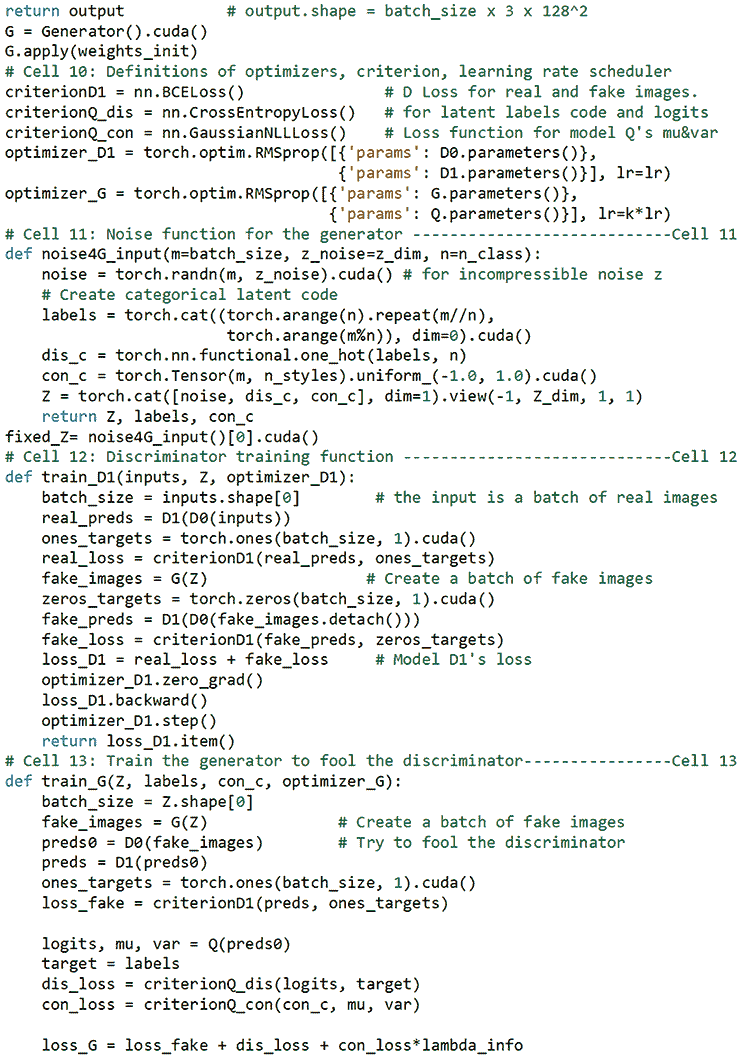 return output           # output.shape = batch_size x 3 x 128^2
G = Generator().cuda()
G.apply(weights_init)
# Cell 10: Definitions of optimizers, criterion, learning rate scheduler
criterionD1 = nn.BCELoss()               # D Loss for real and fake images.
criterionQ_dis = nn.CrossEntropyLoss()   # for latent labels code and logits
criterionQ_con = nn.GaussianNLLLoss()    # Loss function for model Q's mu&var
optimizer_D1 = torch.optim.RMSprop([{'params': D0.parameters()},
                                    {'params': D1.parameters()}], lr=lr)
optimizer_G = torch.optim.RMSprop([{'params': G.parameters()},
                                   {'params': Q.parameters()}], lr=k*lr)
# Cell 11: Noise function for the generator ----------------------------Cell 11
def noise4G_input(m=batch_size, z_noise=z_dim, n=n_class):
    noise = torch.randn(m, z_noise).cuda() # for incompressible noise z
    # Create categorical latent code
    labels = torch.cat((torch.arange(n).repeat(m//n),
                        torch.arange(m%n)), dim=0).cuda()
    dis_c = torch.nn.functional.one_hot(labels, n)
    con_c = torch.Tensor(m, n_styles).uniform_(-1.0, 1.0).cuda()
    Z = torch.cat([noise, dis_c, con_c], dim=1).view(-1, Z_dim, 1, 1)
    return Z, labels, con_c
fixed_Z= noise4G_input()[0].cuda()
# Cell 12: Discriminator training function -----------------------------Cell 12
def train_D1(inputs, Z, optimizer_D1):
    batch_size = inputs.shape[0]        # the input is a batch of real images
    real_preds = D1(D0(inputs))
    ones_targets = torch.ones(batch_size, 1).cuda()
    real_loss = criterionD1(real_preds, ones_targets)
    fake_images = G(Z)                 # Create a batch of fake images
    zeros_targets = torch.zeros(batch_size, 1).cuda()
    fake_preds = D1(D0(fake_images.detach()))
    fake_loss = criterionD1(fake_preds, zeros_targets)
    loss_D1 = real_loss + fake_loss     # Model D1's loss
    optimizer_D1.zero_grad()
    loss_D1.backward()
    optimizer_D1.step()
    return loss_D1.item()
# Cell 13: Train the generator to fool the discriminator----------------Cell 13
def train_G(Z, labels, con_c, optimizer_G):
    batch_size = Z.shape[0]
    fake_images = G(Z)              # Create a batch of fake images
    preds0 = D0(fake_images)        # Try to fool the discriminator
    preds = D1(preds0)
    ones_targets = torch.ones(batch_size, 1).cuda()
    loss_fake = criterionD1(preds, ones_targets)

    logits, mu, var = Q(preds0)
    target = labels
    dis_loss = criterionQ_dis(logits, target)
    con_loss = criterionQ_con(con_c, mu, var)

    loss_G = loss_fake + dis_loss + con_loss*lambda_info